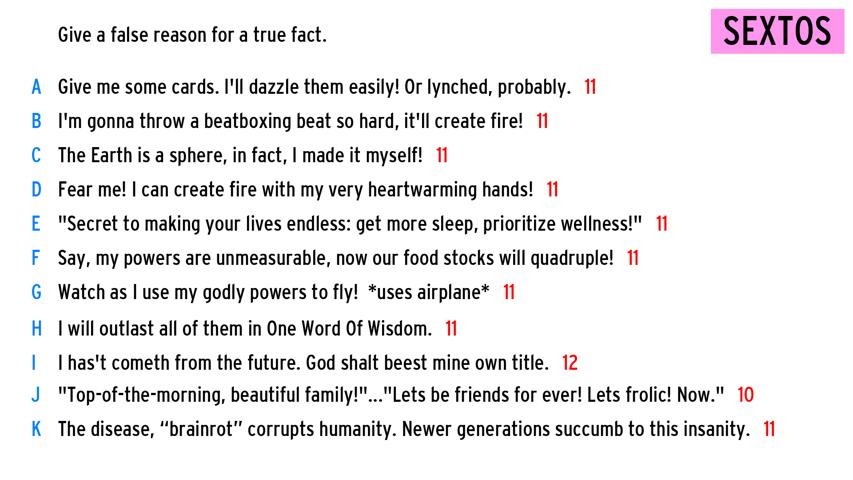 Give a false reason for a true fact.
SEXTOS
A Give me some cards. I'll dazzle them easily! Or lynched, probably. 11
B I'm gonna throw a beatboxing beat so hard, it'll create fire! 11
C The Earth is a sphere, in fact, I made it myself! 11
D Fear me! I can create fire with my very heartwarming hands! 11
E "Secret to making your lives endless: get more sleep, prioritize wellness!" 11
F Say, my powers are unmeasurable, now our food stocks will quadruple! 11
G Watch as I use my godly powers to fly! *uses airplane* 11
H I will outlast all of them in One Word Of Wisdom. 11
I I has't cometh from the future. God shalt beest mine own title. 12
J "Top-of-the-morning, beautiful family!"..."Lets be friends for ever! Lets frolic! Now." 10
K The disease, “brainrot” corrupts humanity. Newer generations succumb to this insanity. 11